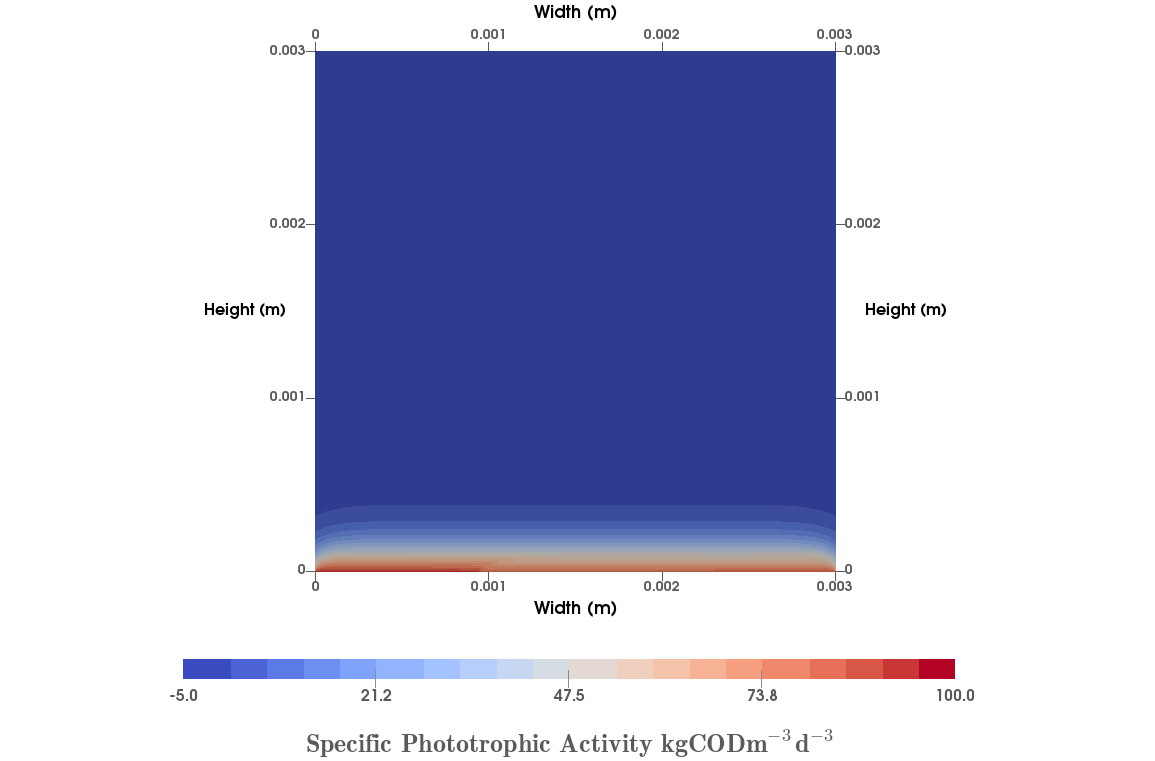 Width (m)
0 0.001 0.002 0.003
0.003 0.003
0.002 0.002
Height (m) Height (m)
0.001 0.001
0 0
0 0.001 0.002 0.003
Width (m)
-5.0 21.2 47.5 73.8 100.0
Specific Phototrophic Activity kgCODm⁻³d⁻³